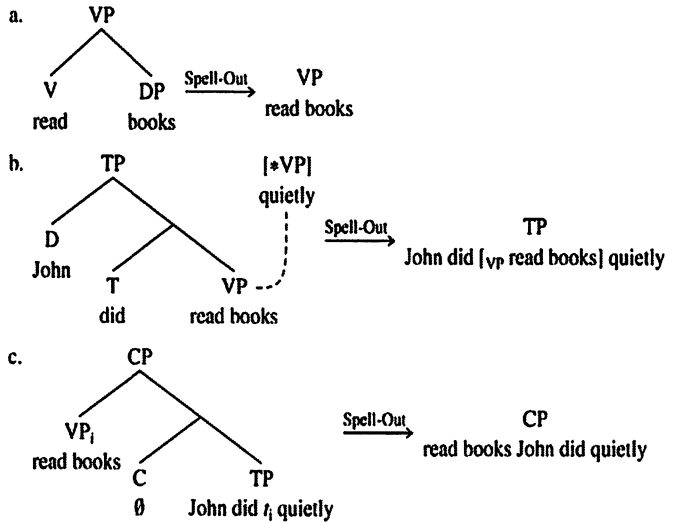 a.
VP
V
DP
Spell-Out
VP
read
books
read books
b.
TP
[*VP]
quietly
D
John
Spell-Out
TP
John did [VP read books] quietly
T
VP
did
read books
c.
CP
VPi
read books
Spell-Out
CP
read books John did quietly
C
TP
∅
John did ti quietly